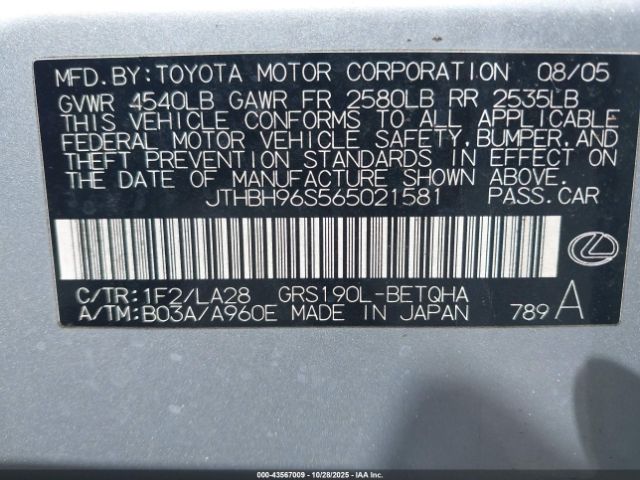 MFD. BY: TOYOTA MOTOR CORPORATION 08/05
GVWR 4540LB GAWR FR 2580LB RR 2535LB
THIS VEHICLE CONFORMS TO ALL APPLICABLE
FEDERAL MOTOR VEHICLE SAFETY, BUMPER, AND
THEFT PREVENTION STANDARDS IN EFFECT ON
THE DATE OF MANUFACTURE SHOWN ABOVE.
JTHBH96S565021581 PASS. CAR
C/TR: 1F2/LA28 GRS190L-BETQHA
A/TM: B03A/A960E MADE IN JAPAN 789 A
000-43567009 | 10/28/2025 | IAA, Inc.